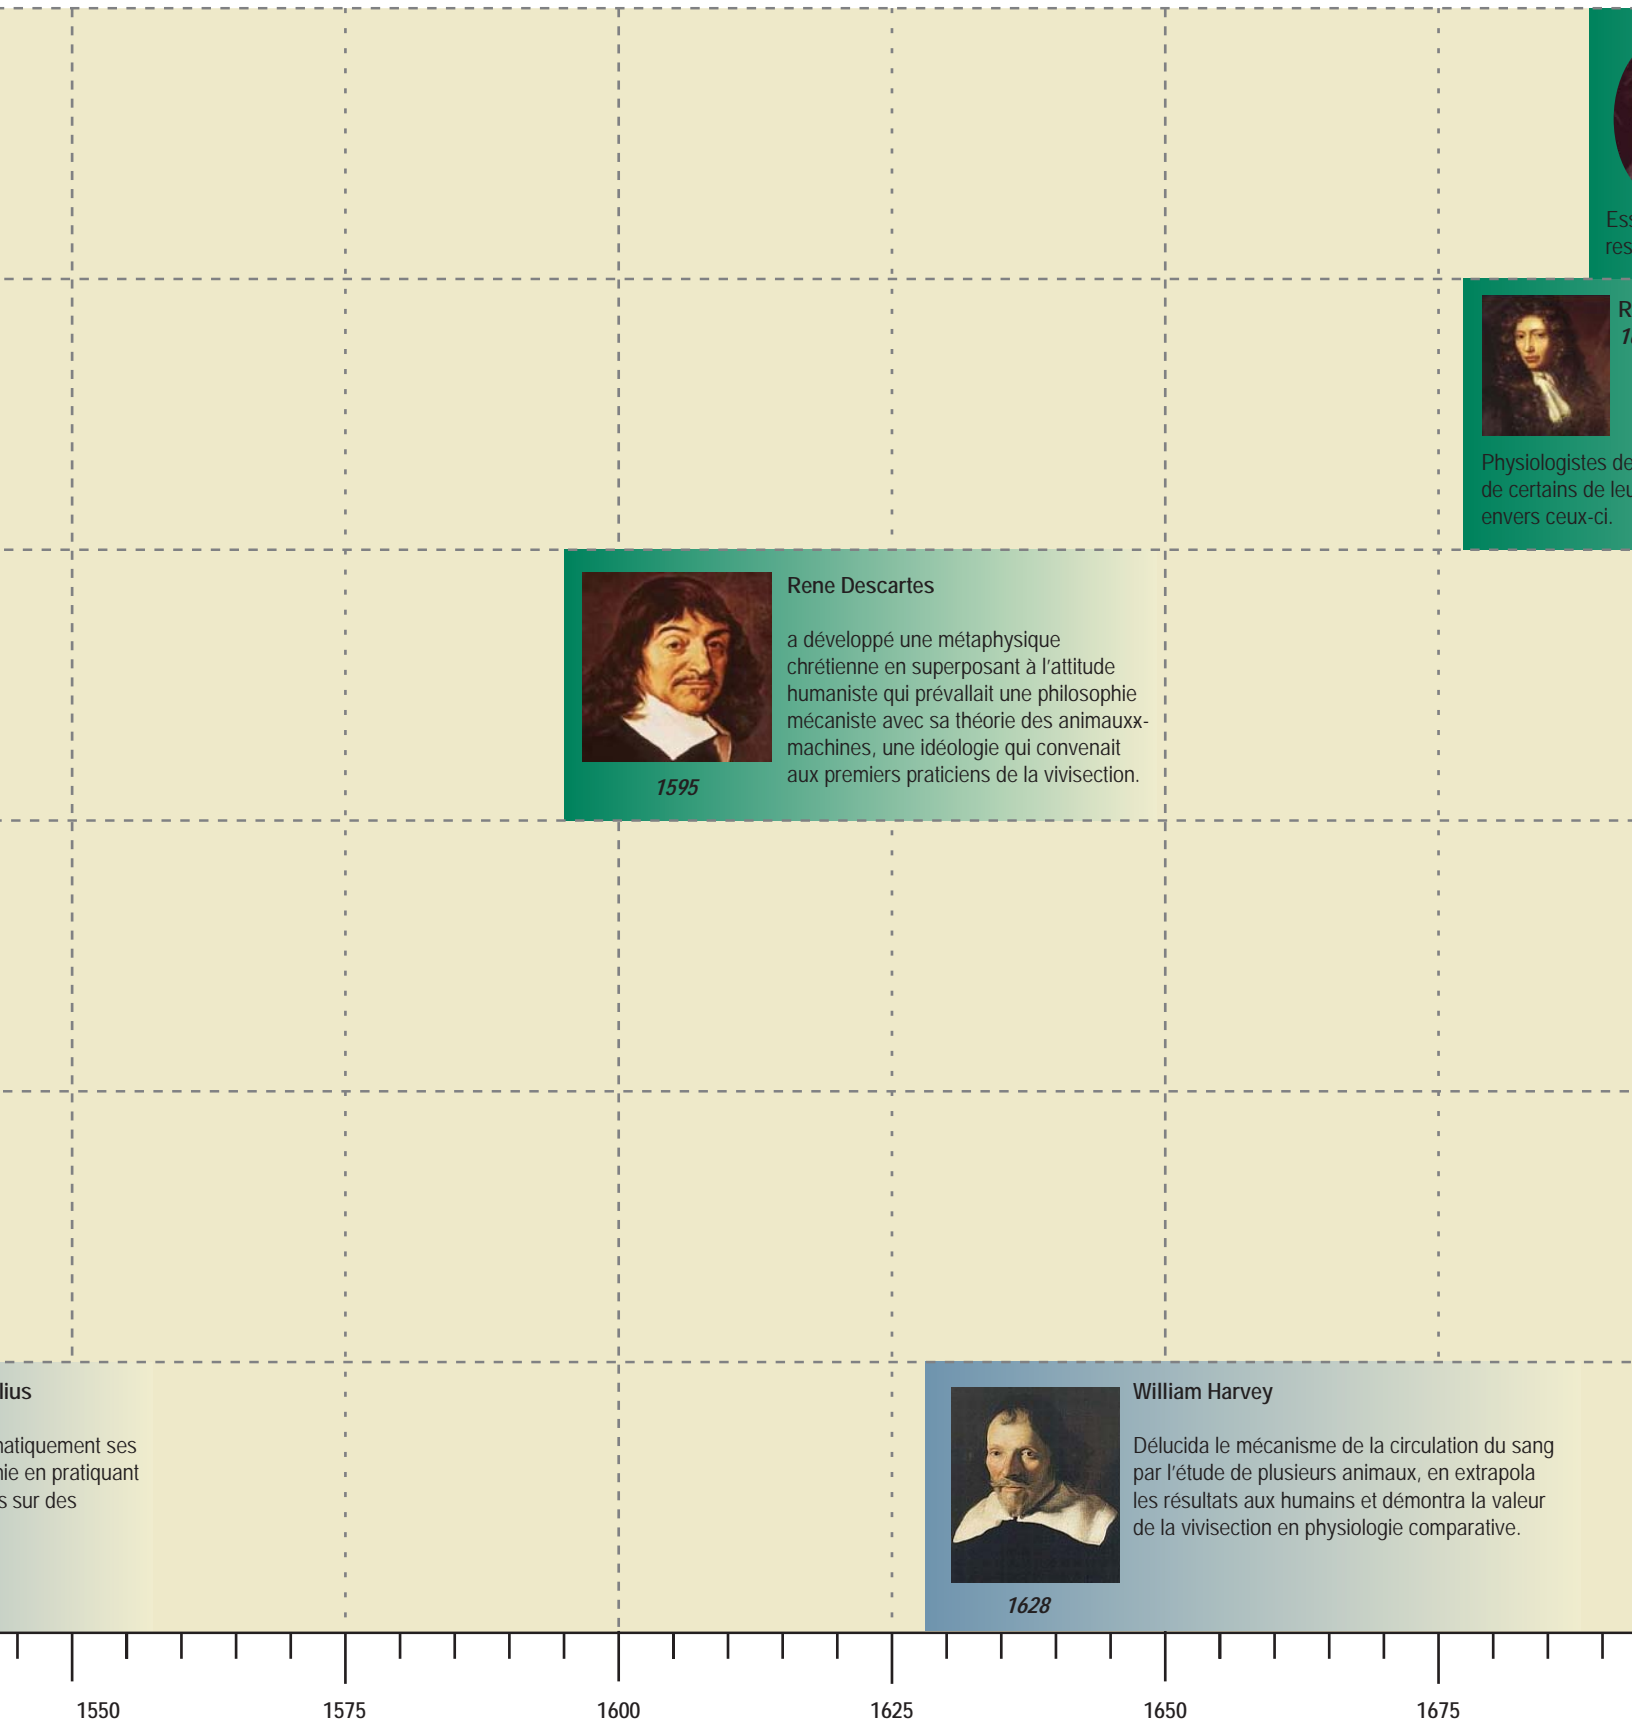 Rene Descartes
a développé une métaphysique
chrétienne en superposant à l'attitude
humaniste qui prévallait une philosophie
mécaniste avec sa théorie des animauxx-
machines, une idéologie qui convenait
aux premiers praticiens de la vivisection.
1595
Physiologistes de
de certains de
envers ceux-ci.
ses
en pratiquant
sur des
William Harvey
Délucida le mécanisme de la circulation du sang
par l'étude de plusieurs animaux, en extrapola
les résultats aux humains et démontra la valeur
de la vivisection en physiologie comparative.
1628
1550 1575 1600 1625 1650 1675